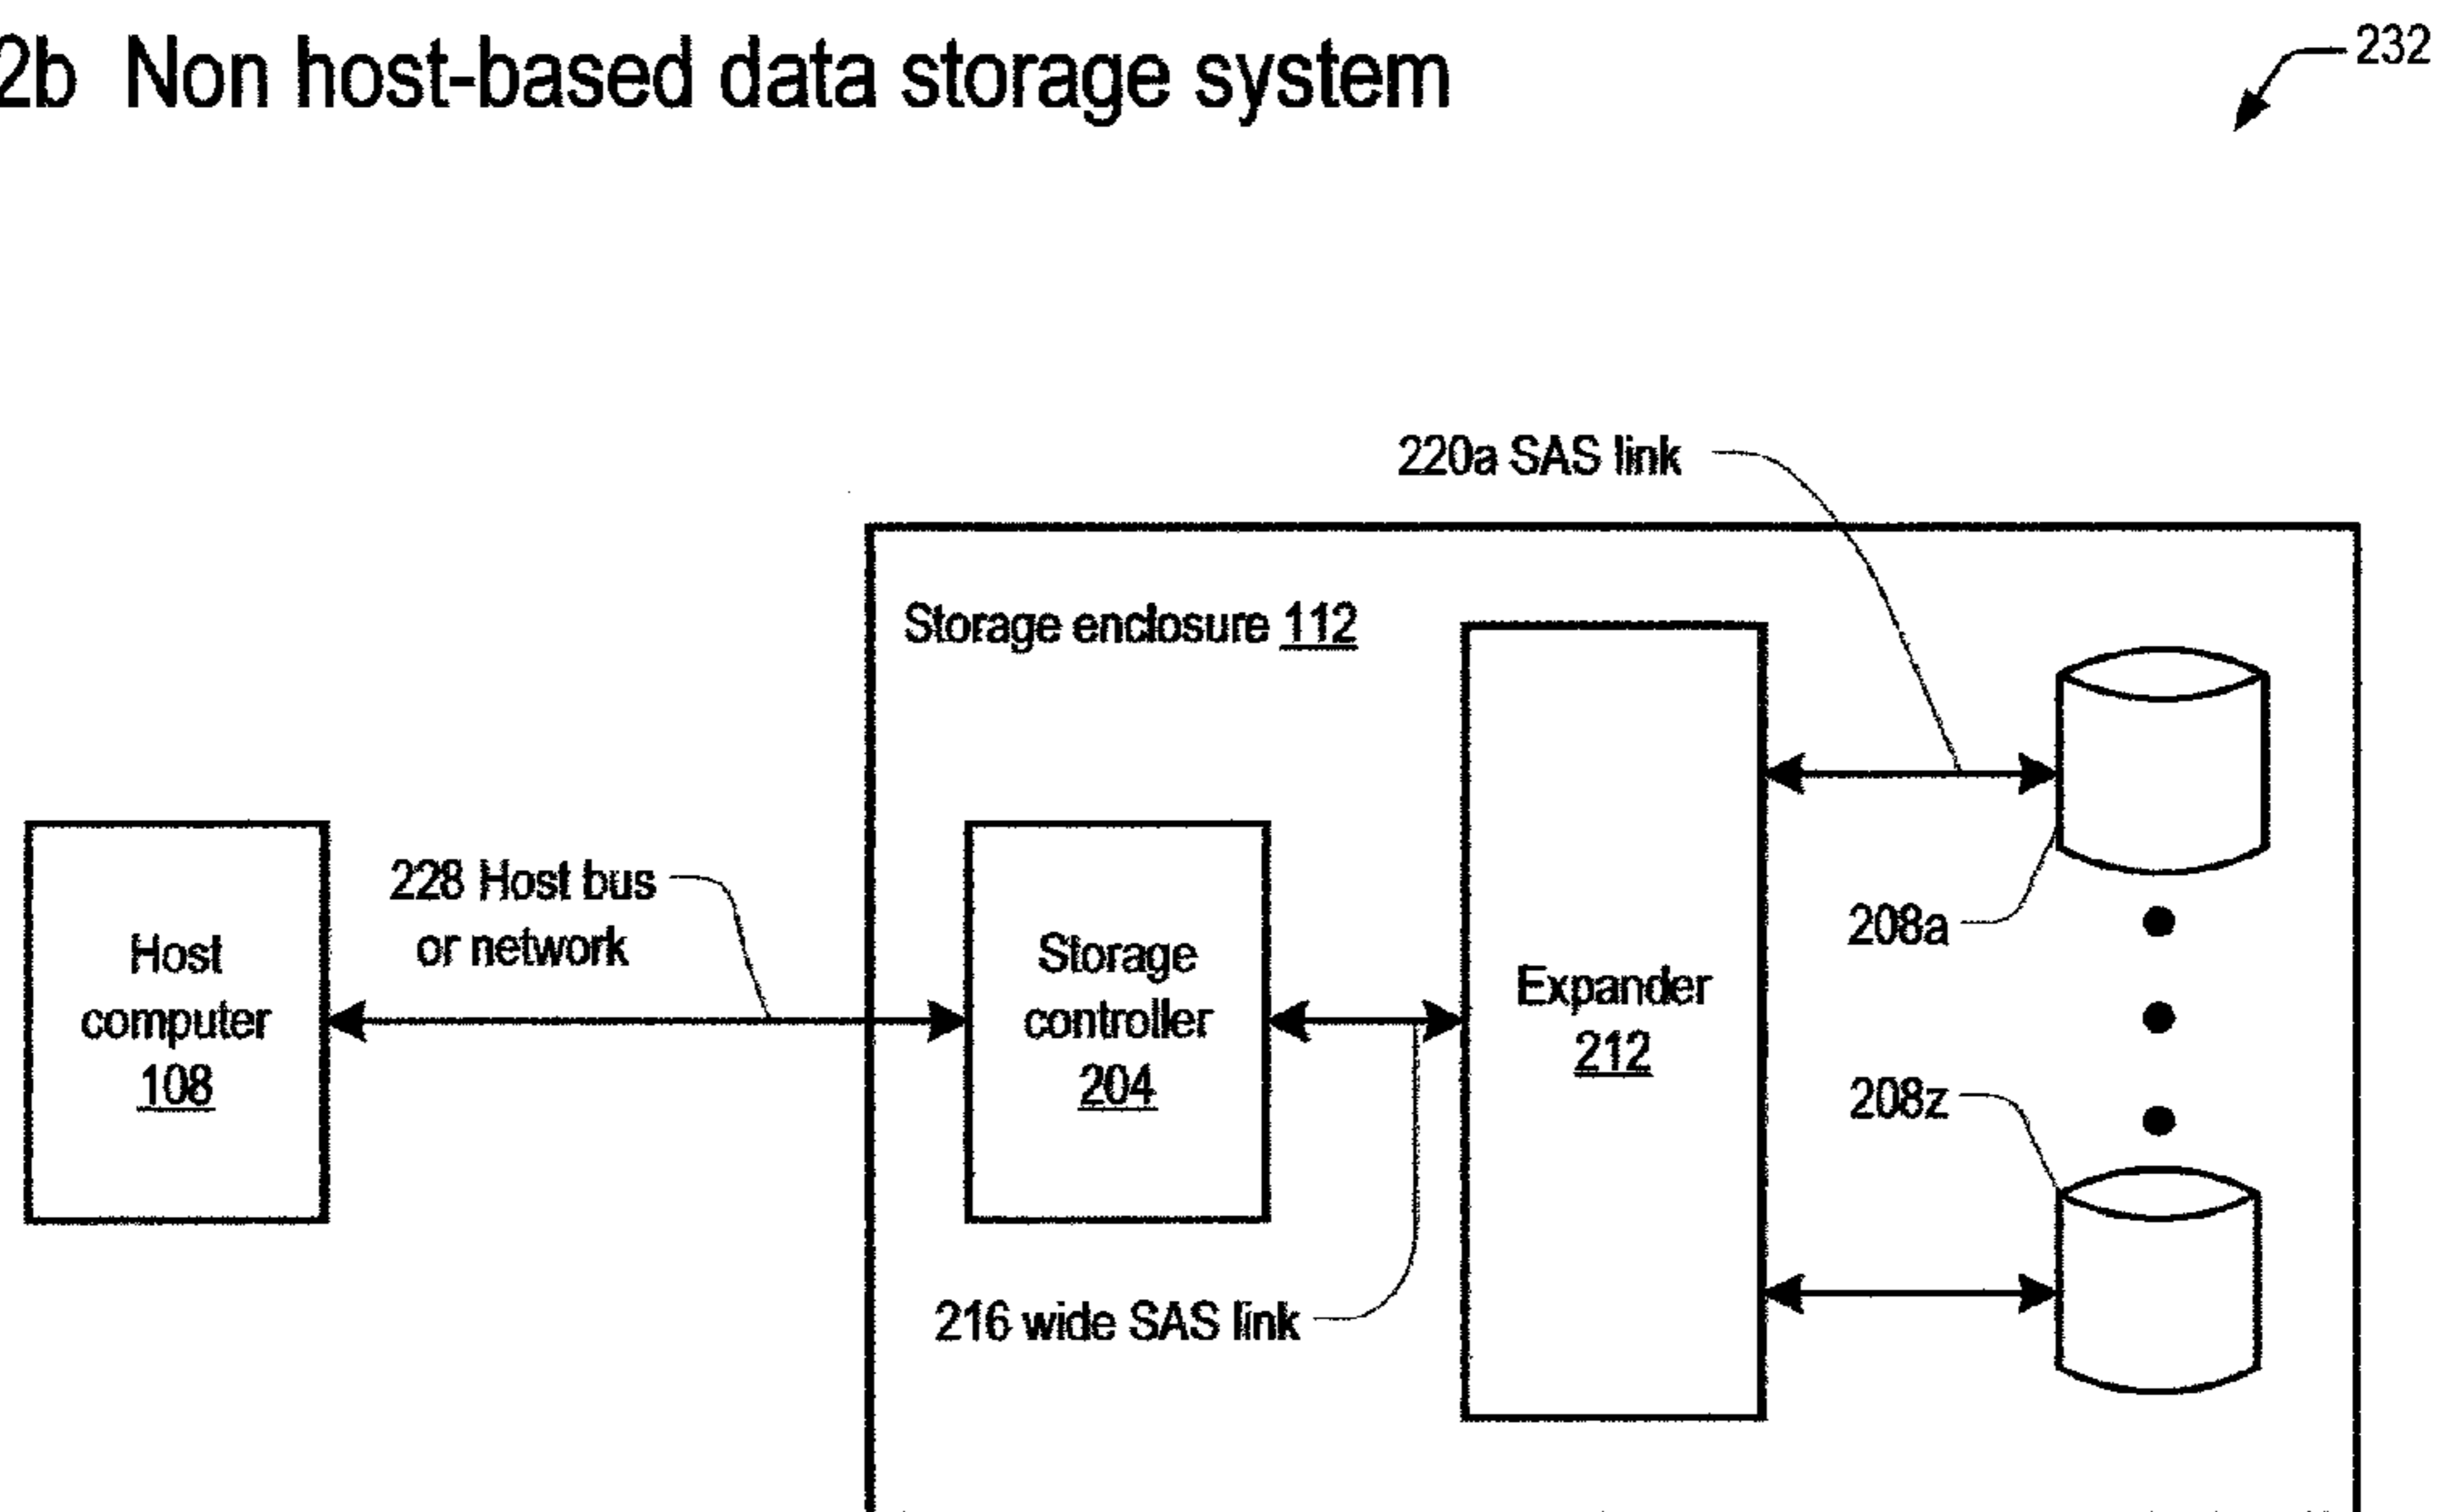 2b Non host-based data storage system
232
220a SAS link
Storage enclosure 112
228 Host bus
or network
Host
computer
108
Storage
controller
204
Expander
212
208a
208z
216 wide SAS link